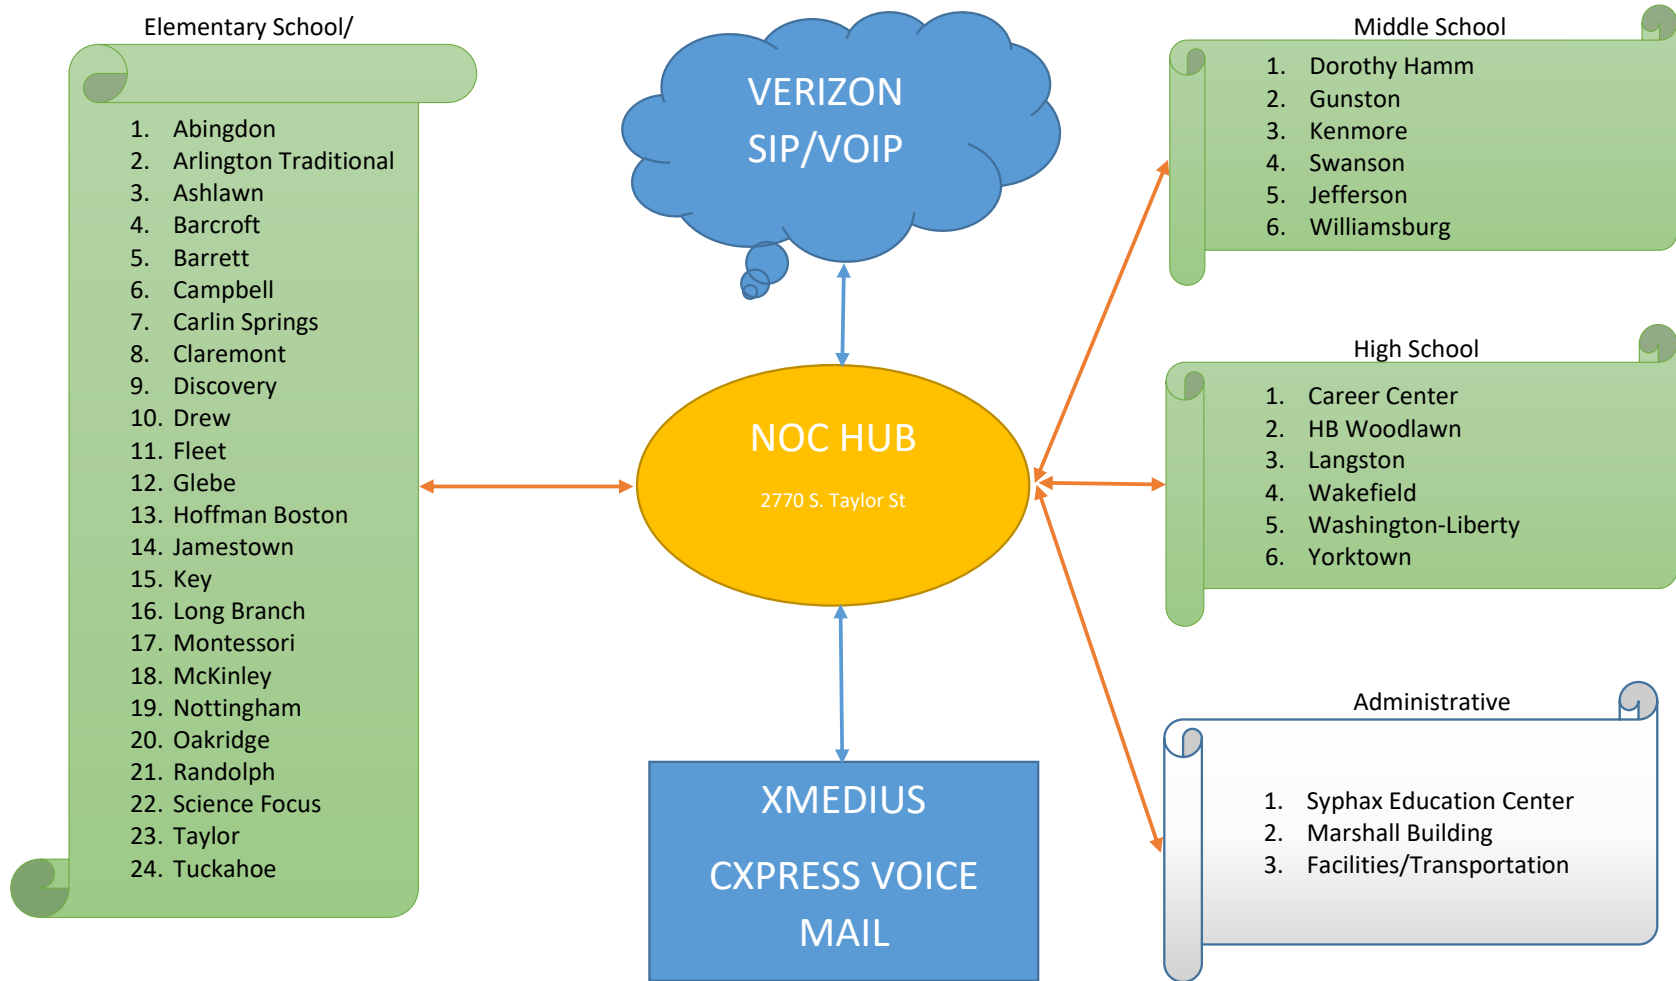 Elementary School/
1. Abingdon
2. Arlington Traditional
3. Ashlawn
4. Barcroft
5. Barrett
6. Campbell
7. Carlin Springs
8. Claremont
9. Discovery
10. Drew
11. Fleet
12. Glebe
13. Hoffman Boston
14. Jamestown
15. Key
16. Long Branch
17. Montessori
18. McKinley
19. Nottingham
20. Oakridge
21. Randolph
22. Science Focus
23. Taylor
24. Tuckahoe
VERIZON
SIP/VOIP
NOC HUB
2770 S. Taylor St
XMEDIUS
CXPRESS VOICE
MAIL
Middle School
1. Dorothy Hamm
2. Gunston
3. Kenmore
4. Swanson
5. Jefferson
6. Williamsburg
High School
1. Career Center
2. HB Woodlawn
3. Langston
4. Wakefield
5. Washington-Liberty
6. Yorktown
Administrative
1. Syphax Education Center
2. Marshall Building
3. Facilities/Transportation